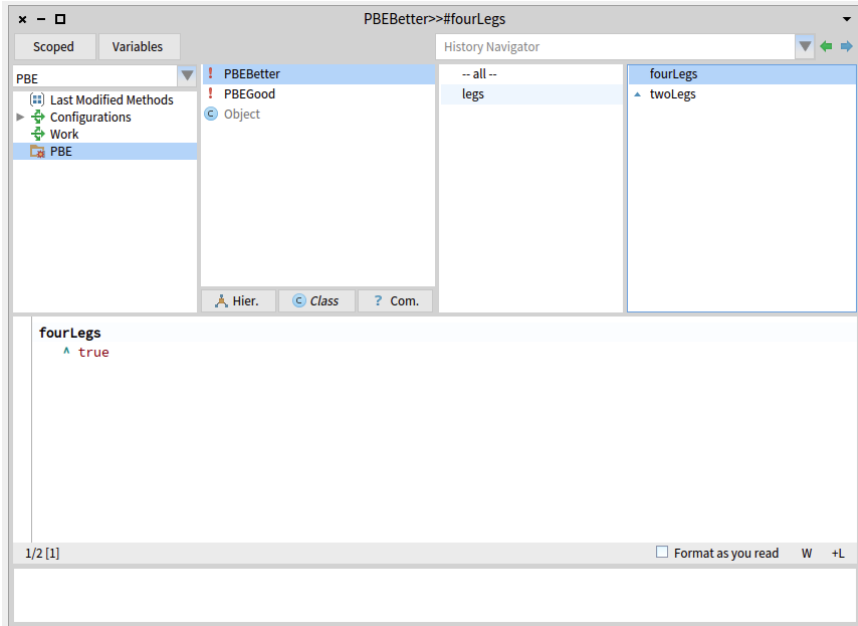 PBEBetter>>#fourLegs
Scoped Variables History Navigator
PBE
Last Modified Methods
Configurations
Work
PBE
! PBEBetter
! PBEGood
C Object
Hier. C Class ? Com.
-- all --
legs
fourLegs
twoLegs
fourLegs
^ true
1/2 [1] Format as you read W +L